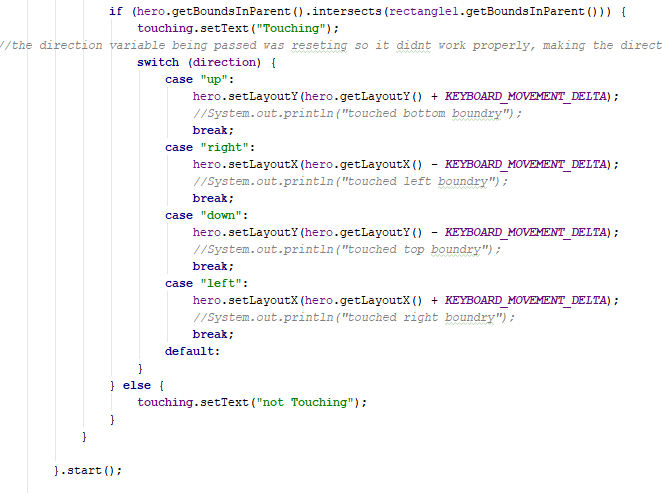 if (hero.getBoundsInParent().intersects(rectangle1.getBoundsInParent())) {
touching.setText("Touching");
//the direction variable being passed was reseting so it didnt work properly, making the direct
switch (direction) {
case "up":
hero.setLayoutY(hero.getLayoutY() + KEYBOARD_MOVEMENT_DELTA);
//System.out.println("touched bottom boundry");
break;
case "right":
hero.setLayoutX(hero.getLayoutX() - KEYBOARD_MOVEMENT_DELTA);
//System.out.println("touched left boundry");
break;
case "down":
hero.setLayoutY(hero.getLayoutY() - KEYBOARD_MOVEMENT_DELTA);
//System.out.println("touched top boundry");
break;
case "left":
hero.setLayoutX(hero.getLayoutX() + KEYBOARD_MOVEMENT_DELTA);
//System.out.println("touched right boundry");
break;
default:
}
} else {
touching.setText("not Touching");
}
}
}.start();